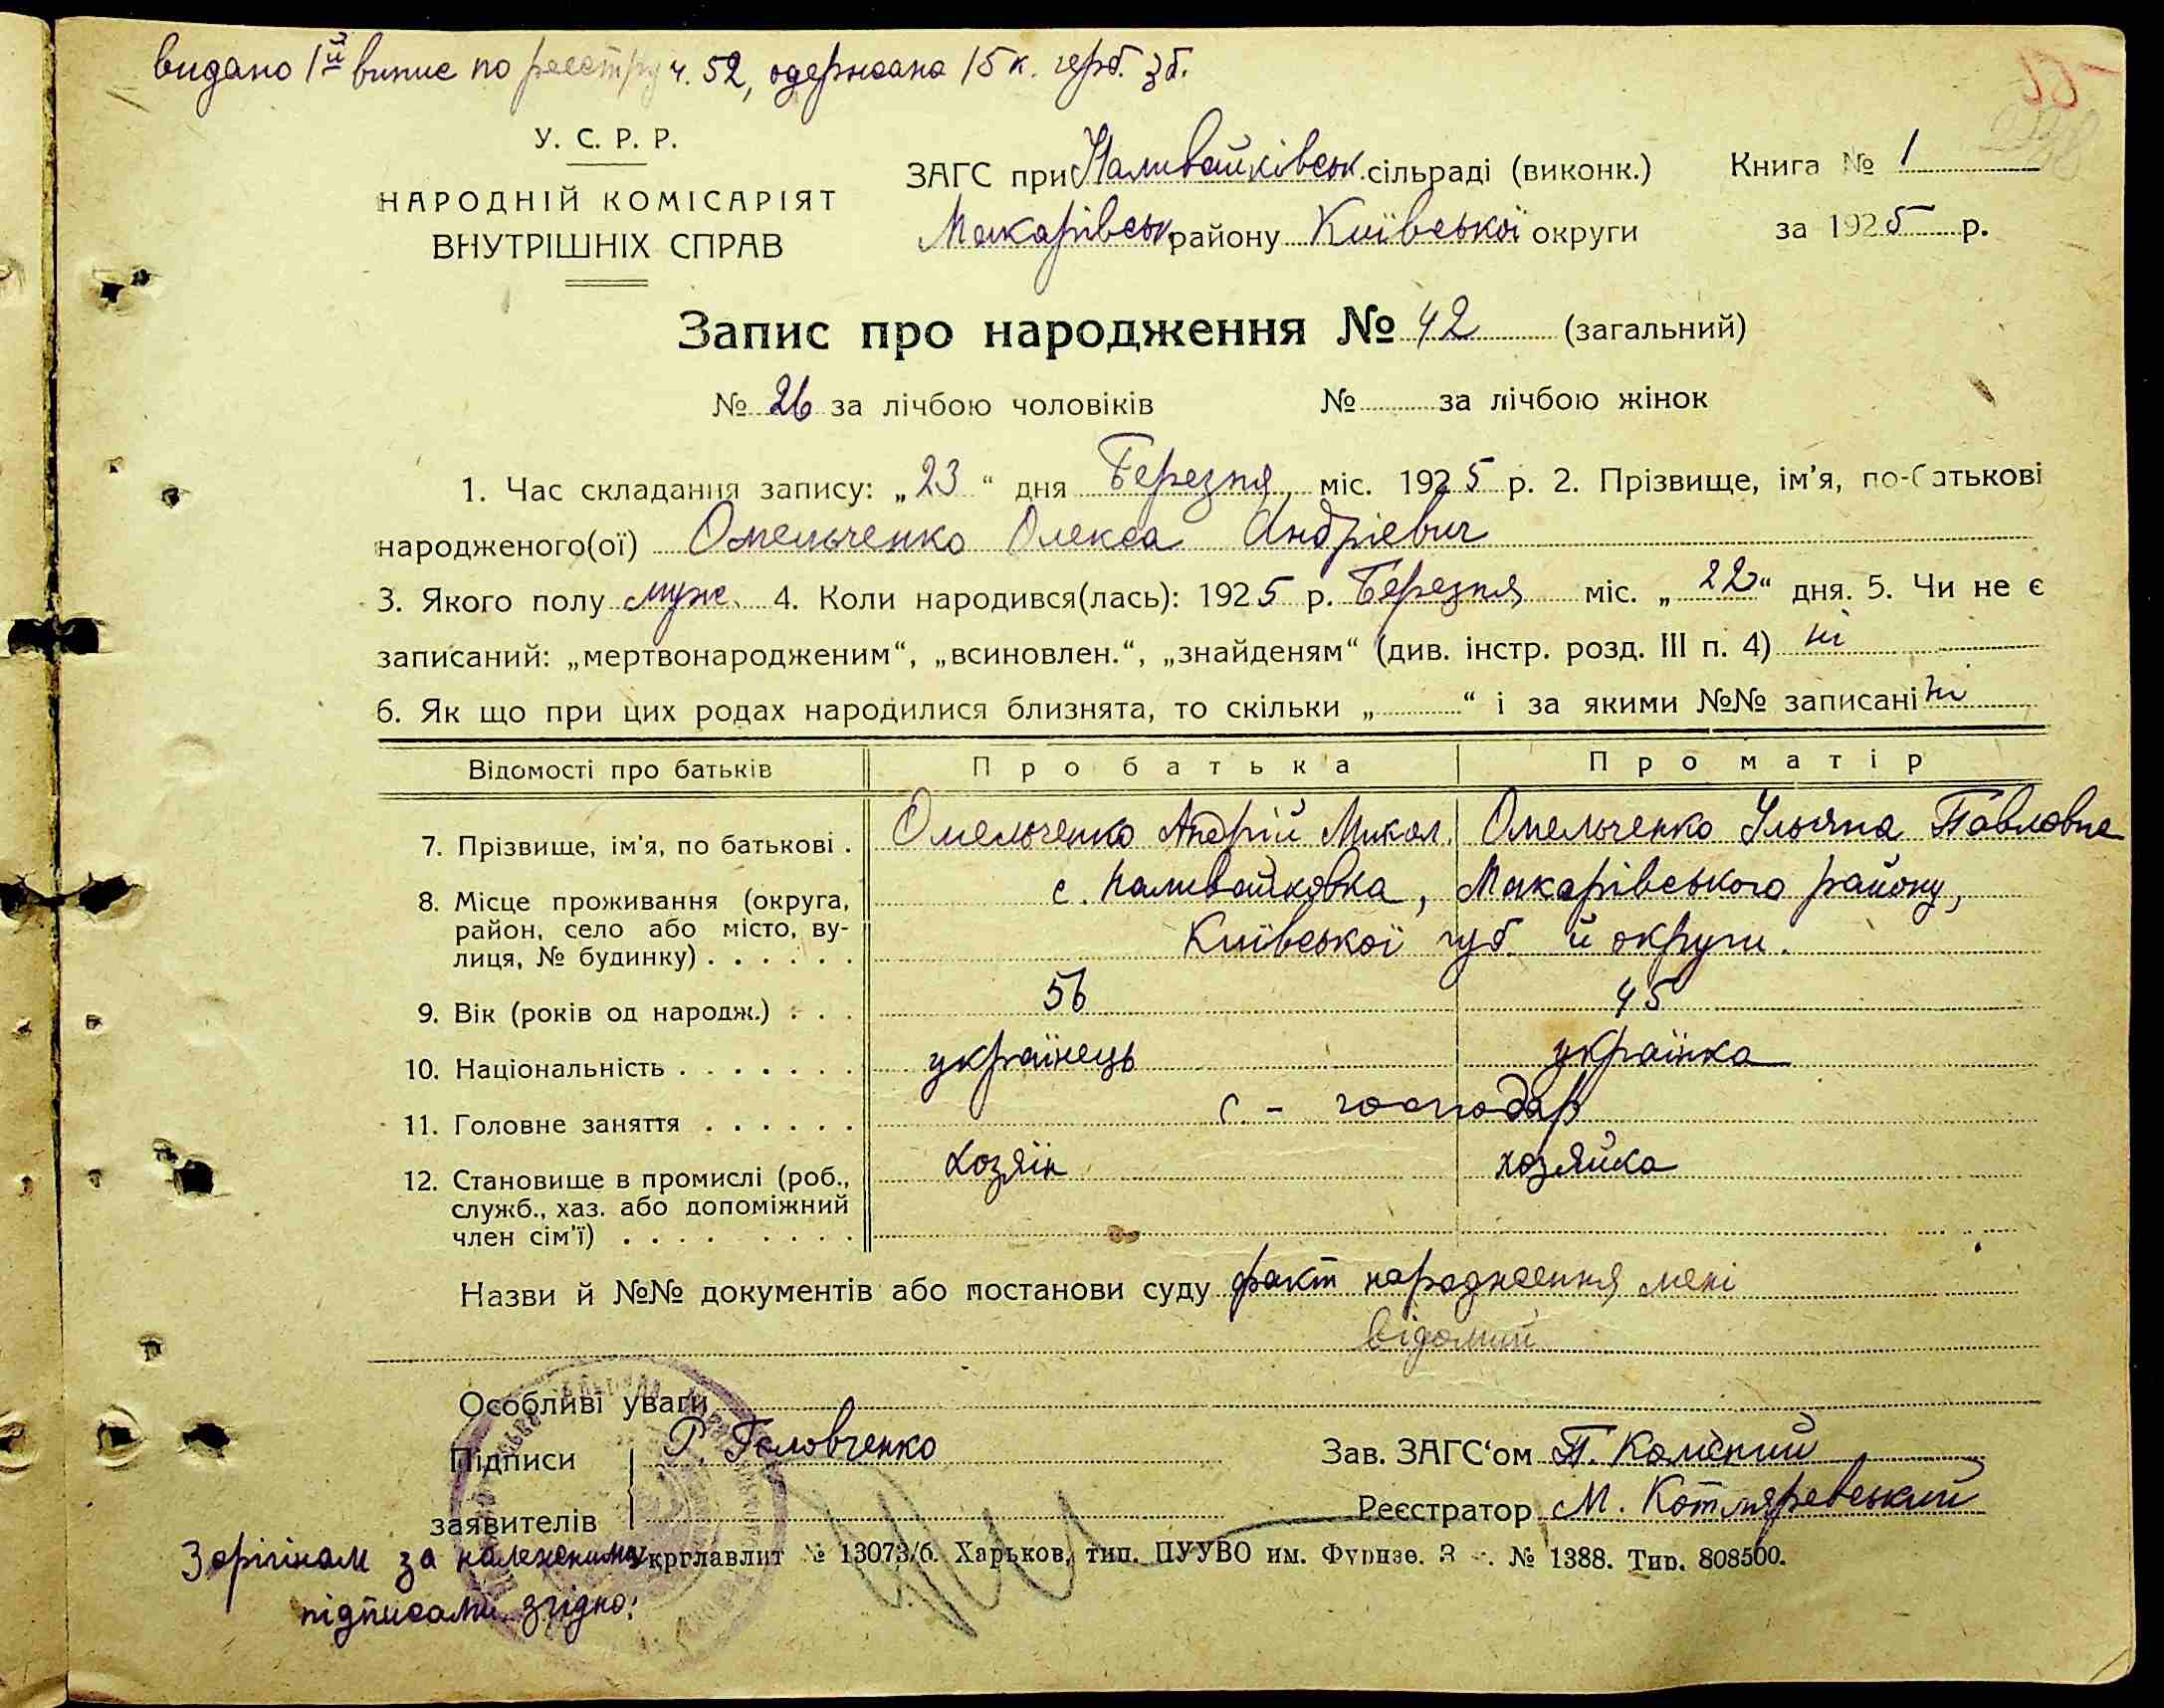 видано 1й випис по реєстру ч. 52, одержана 15 к. герб. зб.
55
У. С. Р. Р.
НАРОДНІЙ КОМІСАРІЯТ
ВНУТРІШНІХ СПРАВ
ЗАГС при Наливайківськ. сільраді (виконк.)
Макарівськ району Київської округи
Книга № 1
за 1925 р.
Запис про народження № 42 (загальний)
№ 26 за лічбою чоловіків № за лічбою жінок
1. Час складання запису: „23“ дня Березня міс. 1925 р. 2. Прізвище, ім'я, по-батькові
народженого(ої) Омельченко Олекса Андрієвич
3. Якого полу муж. 4. Коли народився(лась): 1925 р. Березня міс. „22“ дня. 5. Чи не є
записаний: „мертвонародженим“, „всиновлен.“, „знайденям“ (див. інстр. розд. III п. 4) ні
6. Як що при цих родах народилися близнята, то скільки „ “ і за якими №№ записані ні
Відомості про батьків Про батька Про матір
7. Прізвище, ім'я, по батькові . Омельченко Андрій Микол. Омельченко Ульяна Павловна
8. Місце проживання (округа, с. Наливайковка, Макарівського району,
район, село або місто, ву- Київської губ. й округи.
лиця, № будинку) . . . . . .
9. Вік (років од народж.) . . . 56 45
10. Національність . . . . . . . українець українка
11. Головне заняття . . . . . . с - господар
12. Становище в промислі (роб., хозяїн хозяйка
служб., хаз. або допоміжний
член сім'ї) . . . . . . . .
Назви й №№ документів або постанови суду факт народження мені
відомий
Особливі уваги
Підписи Р. Головченко
заявителів
Зав. ЗАГС'ом П.
Реєстратор М. Котляревський
З оригіналом за належними
підписами згідно:
Укрглавлит № 13073/б. Харьков, тип. ПУУВО им. Фрунзе. З. № 1388. Тир. 808500.